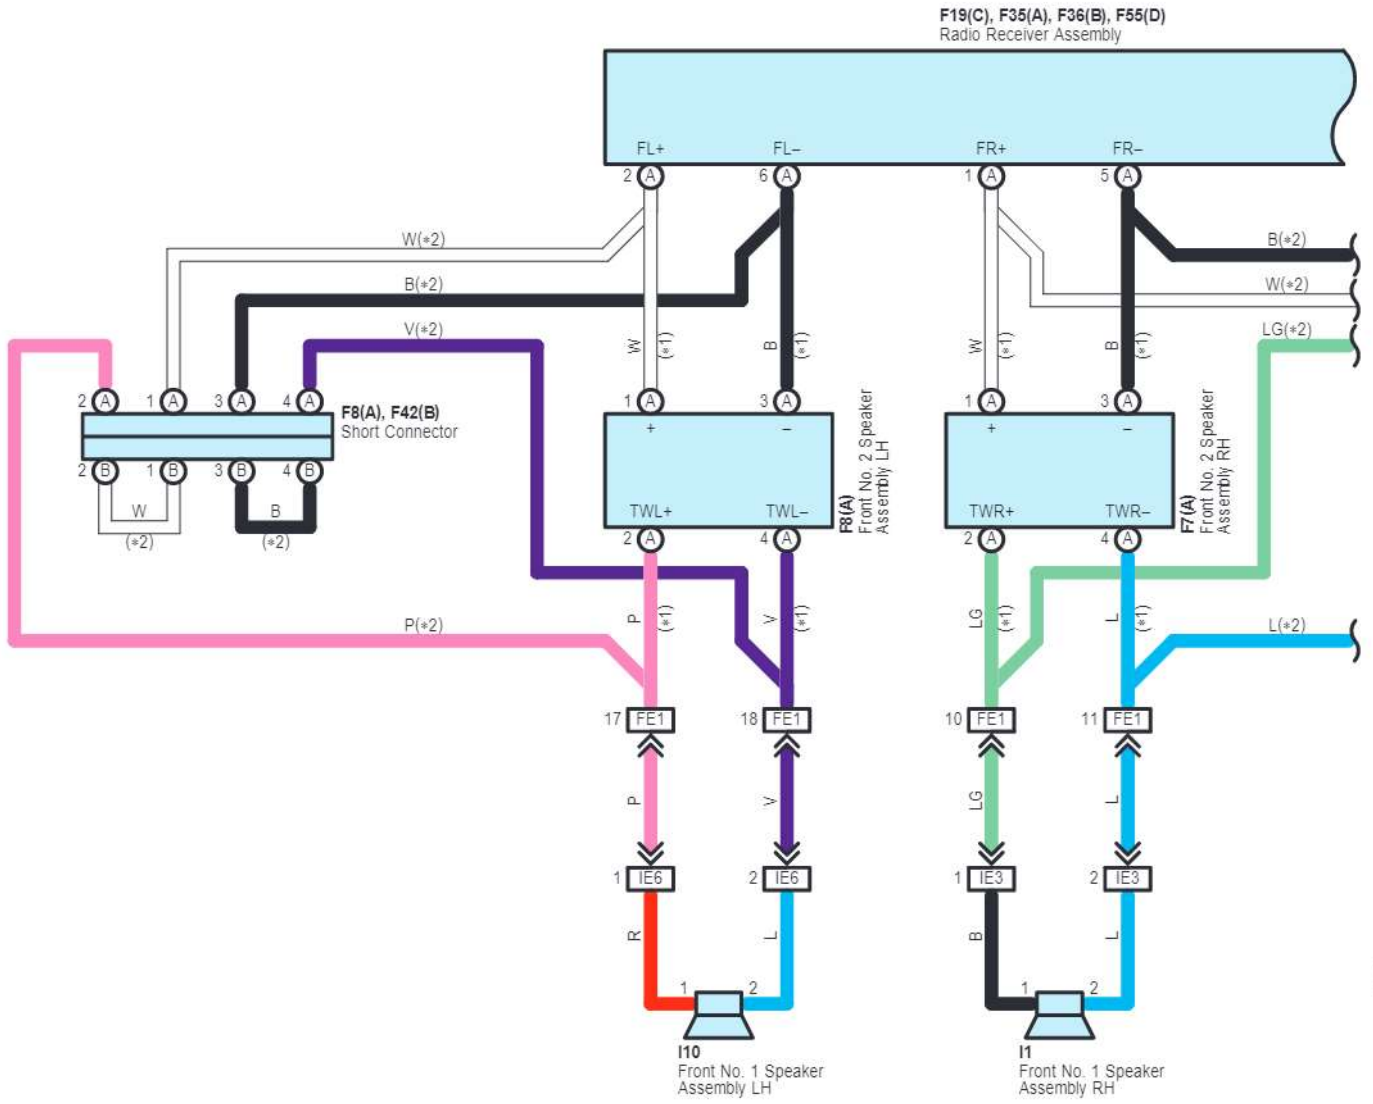 F19(C), F35(A), F36(B), F55(D)
Radio Receiver Assembly
FL+ FL– FR+ FR–
2 A 6 A 1 A 5 A
W(*2) B(*2)
B(*2) W(*2)
V(*2) LG(*2)
W (*1) B (*1) W (*1) B (*1)
2 A 1 A 3 A 4 A
F8(A), F42(B)
Short Connector
2 B 1 B 3 B 4 B
W B
(*2) (*2)
1 A 3 A 1 A 3 A
+ – + –
TWL+ TWL– TWR+ TWR–
F8(A)
Front No. 2 Speaker
Assembly LH
F7(A)
Front No. 2 Speaker
Assembly RH
2 A 4 A 2 A 4 A
P (*1) V (*1) LG (*1) L (*1)
P(*2) L(*2)
17 FE1 18 FE1 10 FE1 11 FE1
P V LG L
1 IE6 2 IE6 1 IE3 2 IE3
R L B L
1 2 1 2
I10
Front No. 1 Speaker
Assembly LH
I1
Front No. 1 Speaker
Assembly RH